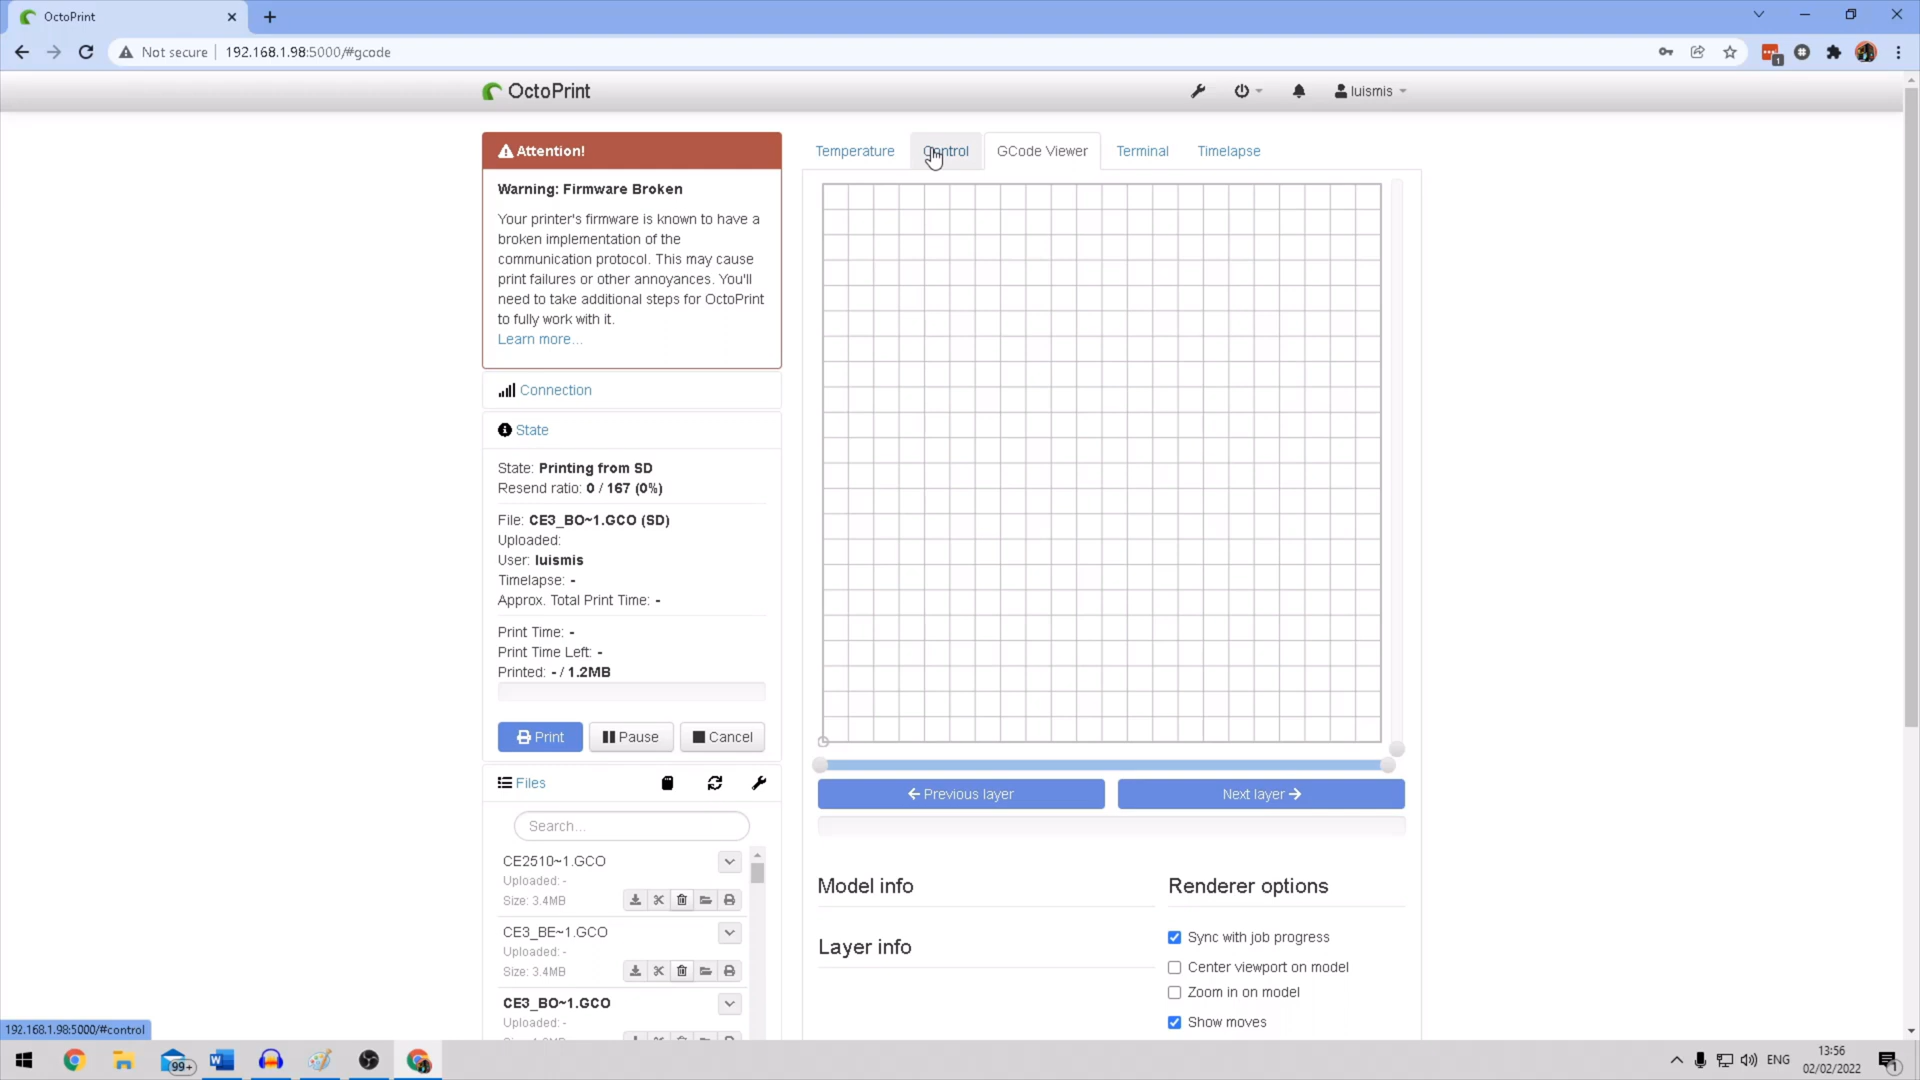 OctoPrint
Not secure
192.168.1.98:5000/#gcode
1
OctoPrint
luismis
Attention!
Warning: Firmware Broken
Your printer's firmware is known to have a
broken implementation of the
communication protocol. This may cause
print failures or other annoyances. You'll
need to take additional steps for OctoPrint
to fully work with it.
Learn more...
Connection
State
State: Printing from SD
Resend ratio: 0 / 167 (0%)
File: CE3_BO~1.GCO (SD)
Uploaded:
User: luismis
Timelapse: -
Approx. Total Print Time: -
Print Time: -
Print Time Left: -
Printed: - / 1.2MB
Print Pause Cancel
Files
Search...
CE2510~1.GCO
Uploaded: -
Size: 3.4MB
CE3_BE~1.GCO
Uploaded: -
Size: 3.4MB
CE3_BO~1.GCO
Uploaded: -
Temperature Control GCode Viewer Terminal Timelapse
Previous layer Next layer
Model info
Layer info
Renderer options
Sync with job progress
Center viewport on model
Zoom in on model
Show moves
192.168.1.98:5000/#control
99+
ENG
13:56
02/02/2022
1